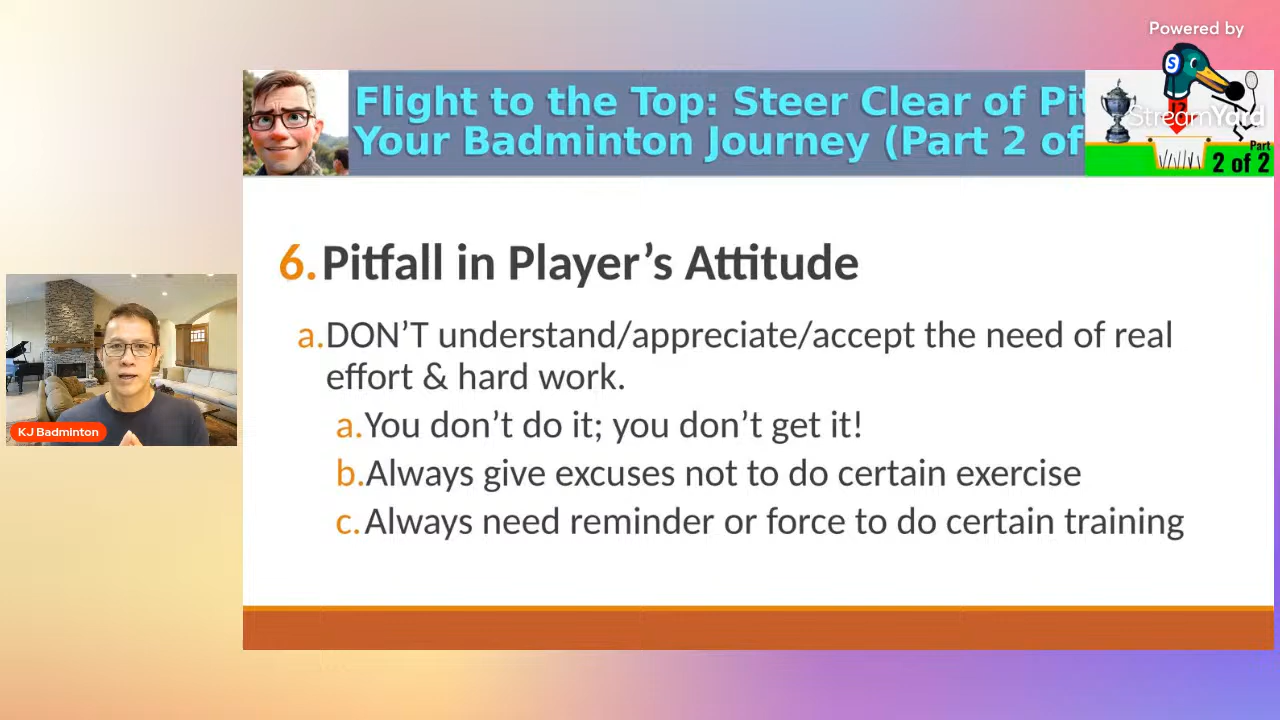 Powered by
StreamYard
Flight to the Top: Steer Clear of Pit
Your Badminton Journey (Part 2 of
Part
2 of 2
6. Pitfall in Player’s Attitude
a. DON’T understand/appreciate/accept the need of real
effort & hard work.
a. You don’t do it; you don’t get it!
b. Always give excuses not to do certain exercise
c. Always need reminder or force to do certain training
KJ Badminton